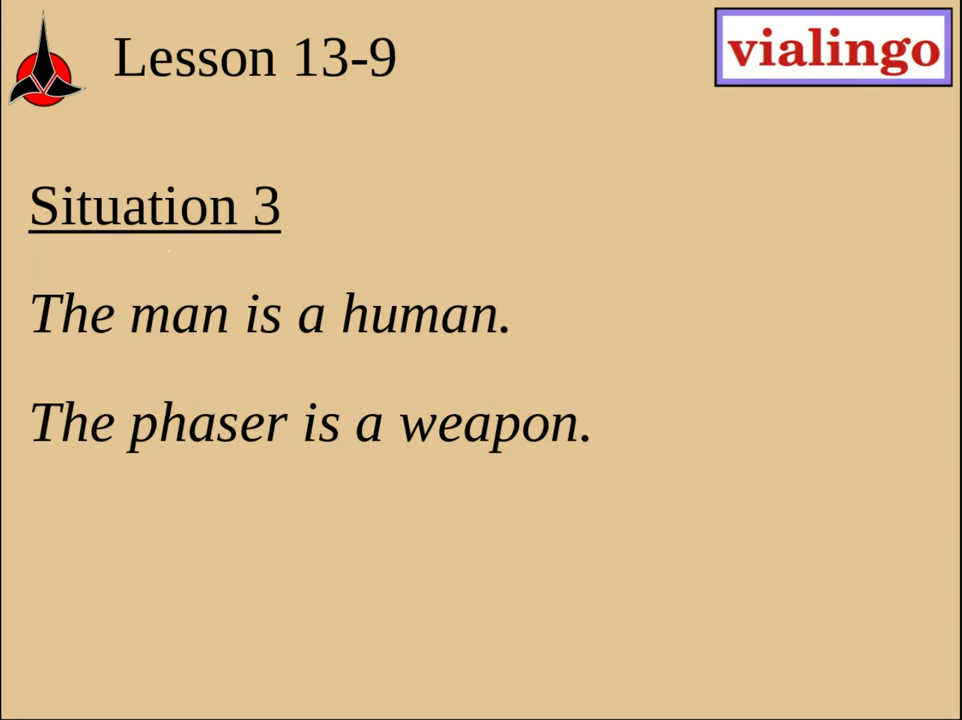 Lesson 13-9
vialingo
Situation 3
The man is a human.
The phaser is a weapon.